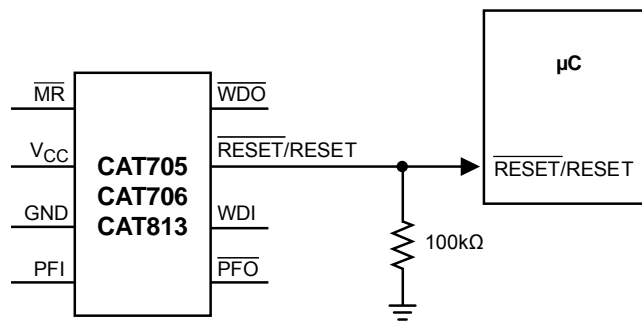 MR
VCC
GND
PFI
CAT705
CAT706
CAT813
WDO
RESET/RESET
WDI
PFO
100kΩ
µC
RESET/RESET